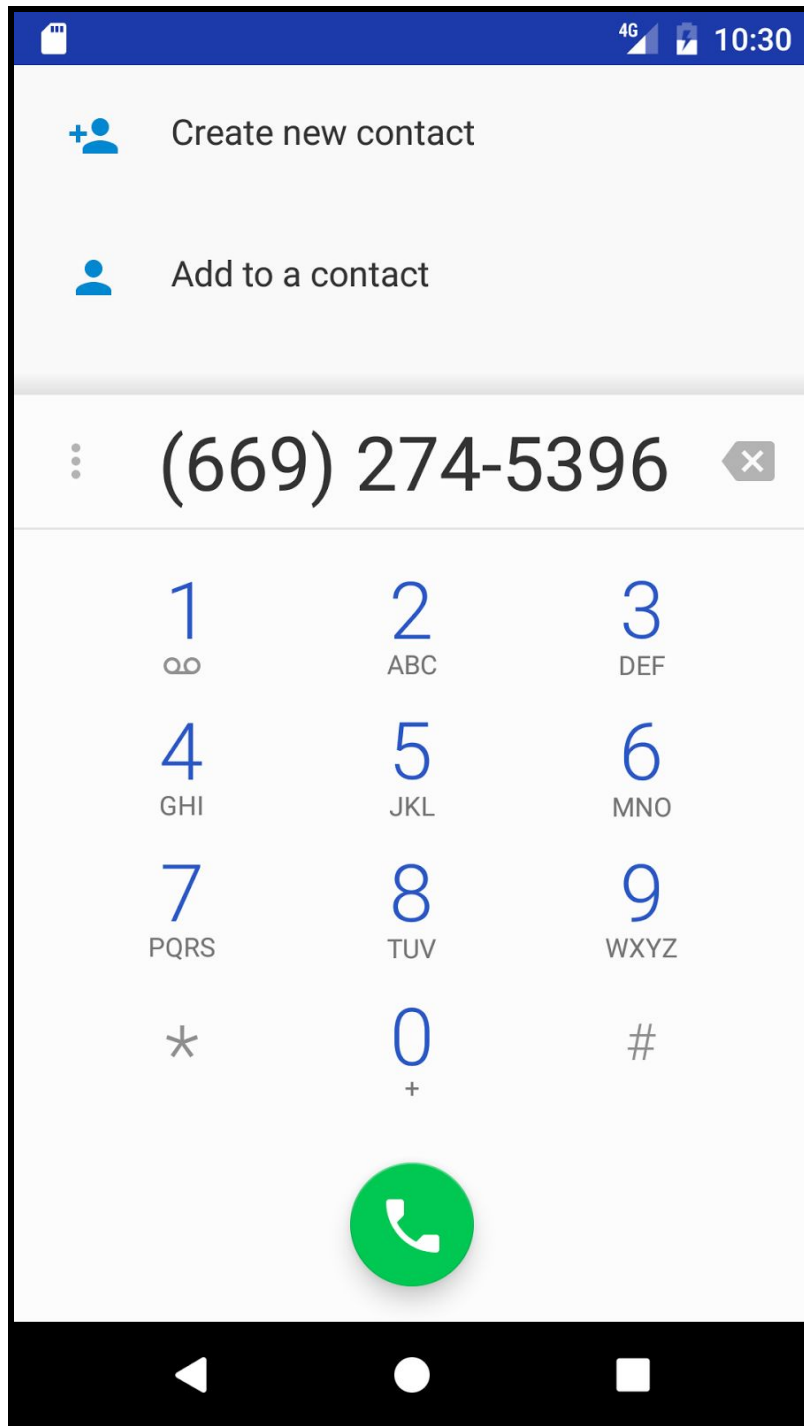 4G 10:30
Create new contact
Add to a contact
(669) 274-5396
1 2 3
ABC DEF
4 5 6
GHI JKL MNO
7 8 9
PQRS TUV WXYZ
* 0 #
+